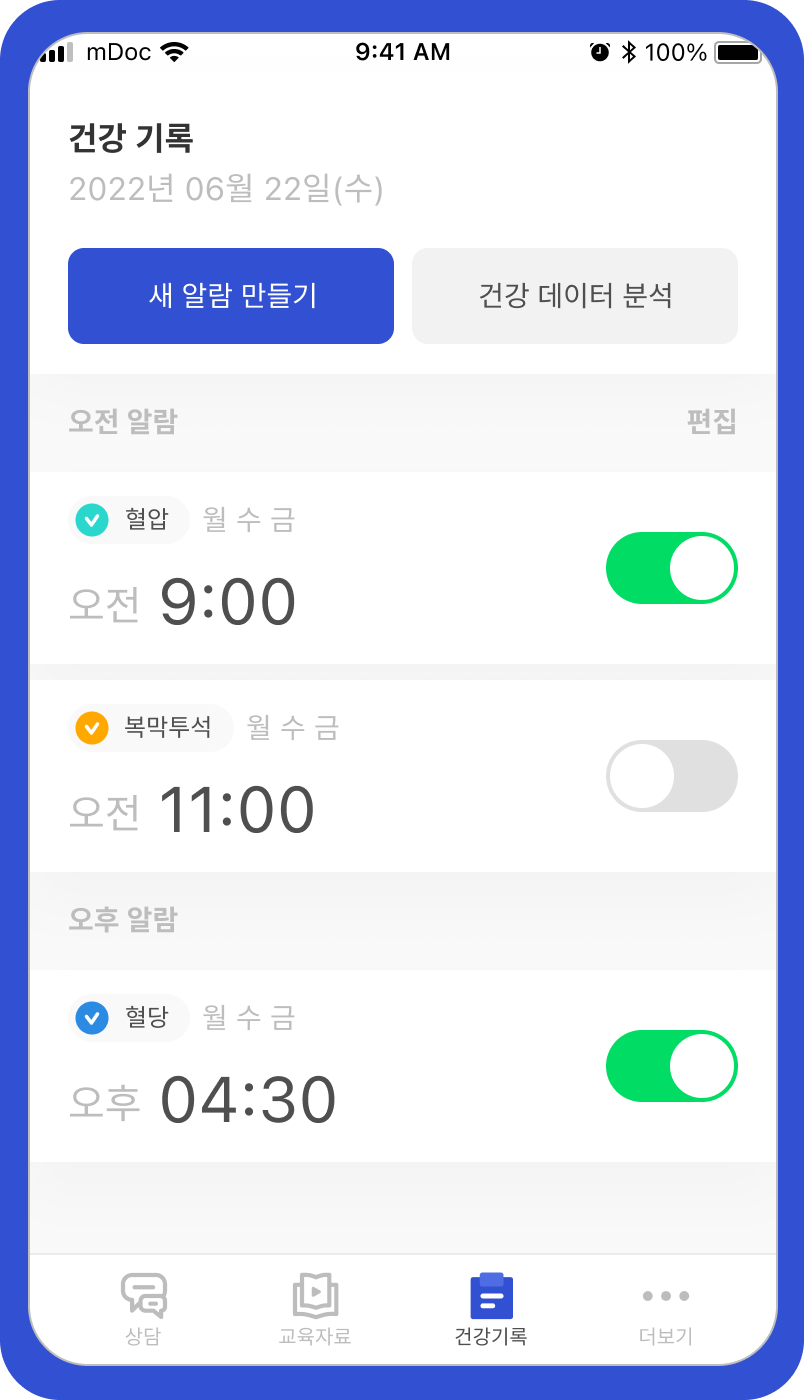 mDoc 9:41 AM 100%
건강 기록
2022년 06월 22일(수)
새 알람 만들기 건강 데이터 분석
오전 알람 편집
혈압 월 수 금
오전 9:00
복막투석 월 수 금
오전 11:00
오후 알람
혈당 월 수 금
오후 04:30
상담 교육자료 건강기록 더보기